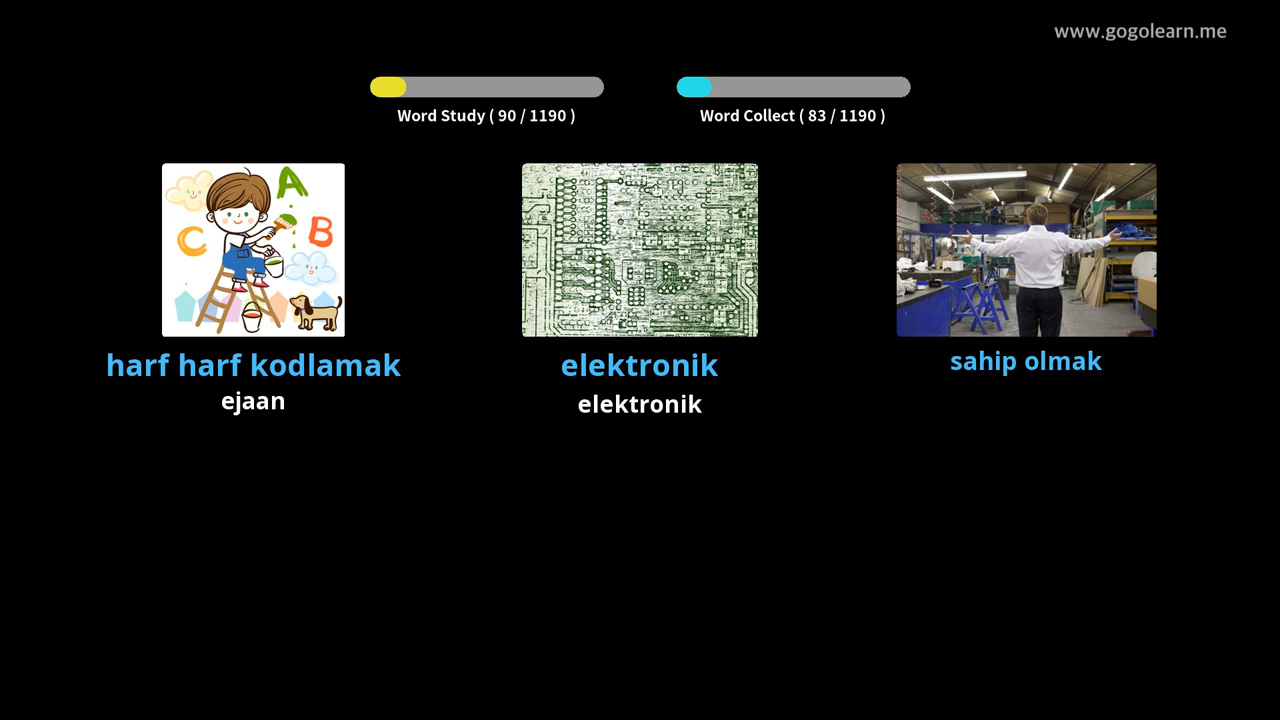 www.gogolearn.me
Word Study ( 90 / 1190 )
Word Collect ( 83 / 1190 )
A
B
C
harf harf kodlamak
ejaan
elektronik
elektronik
sahip olmak